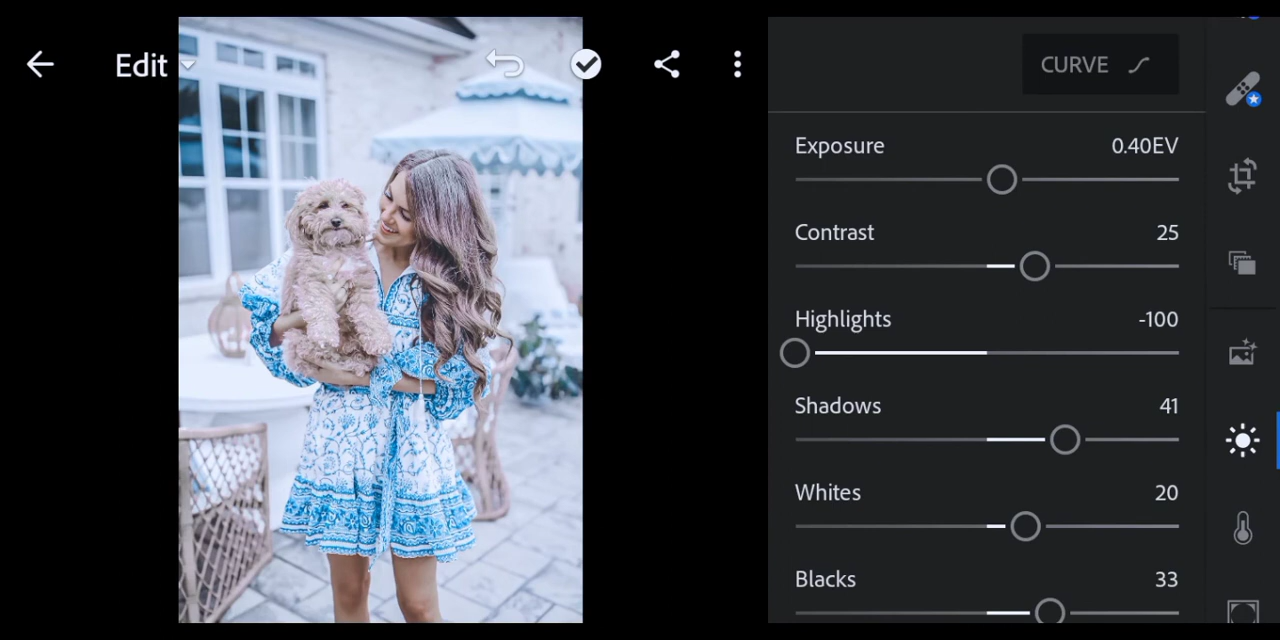 Edit
CURVE
Exposure 0.40EV
Contrast 25
Highlights -100
Shadows 41
Whites 20
Blacks 33